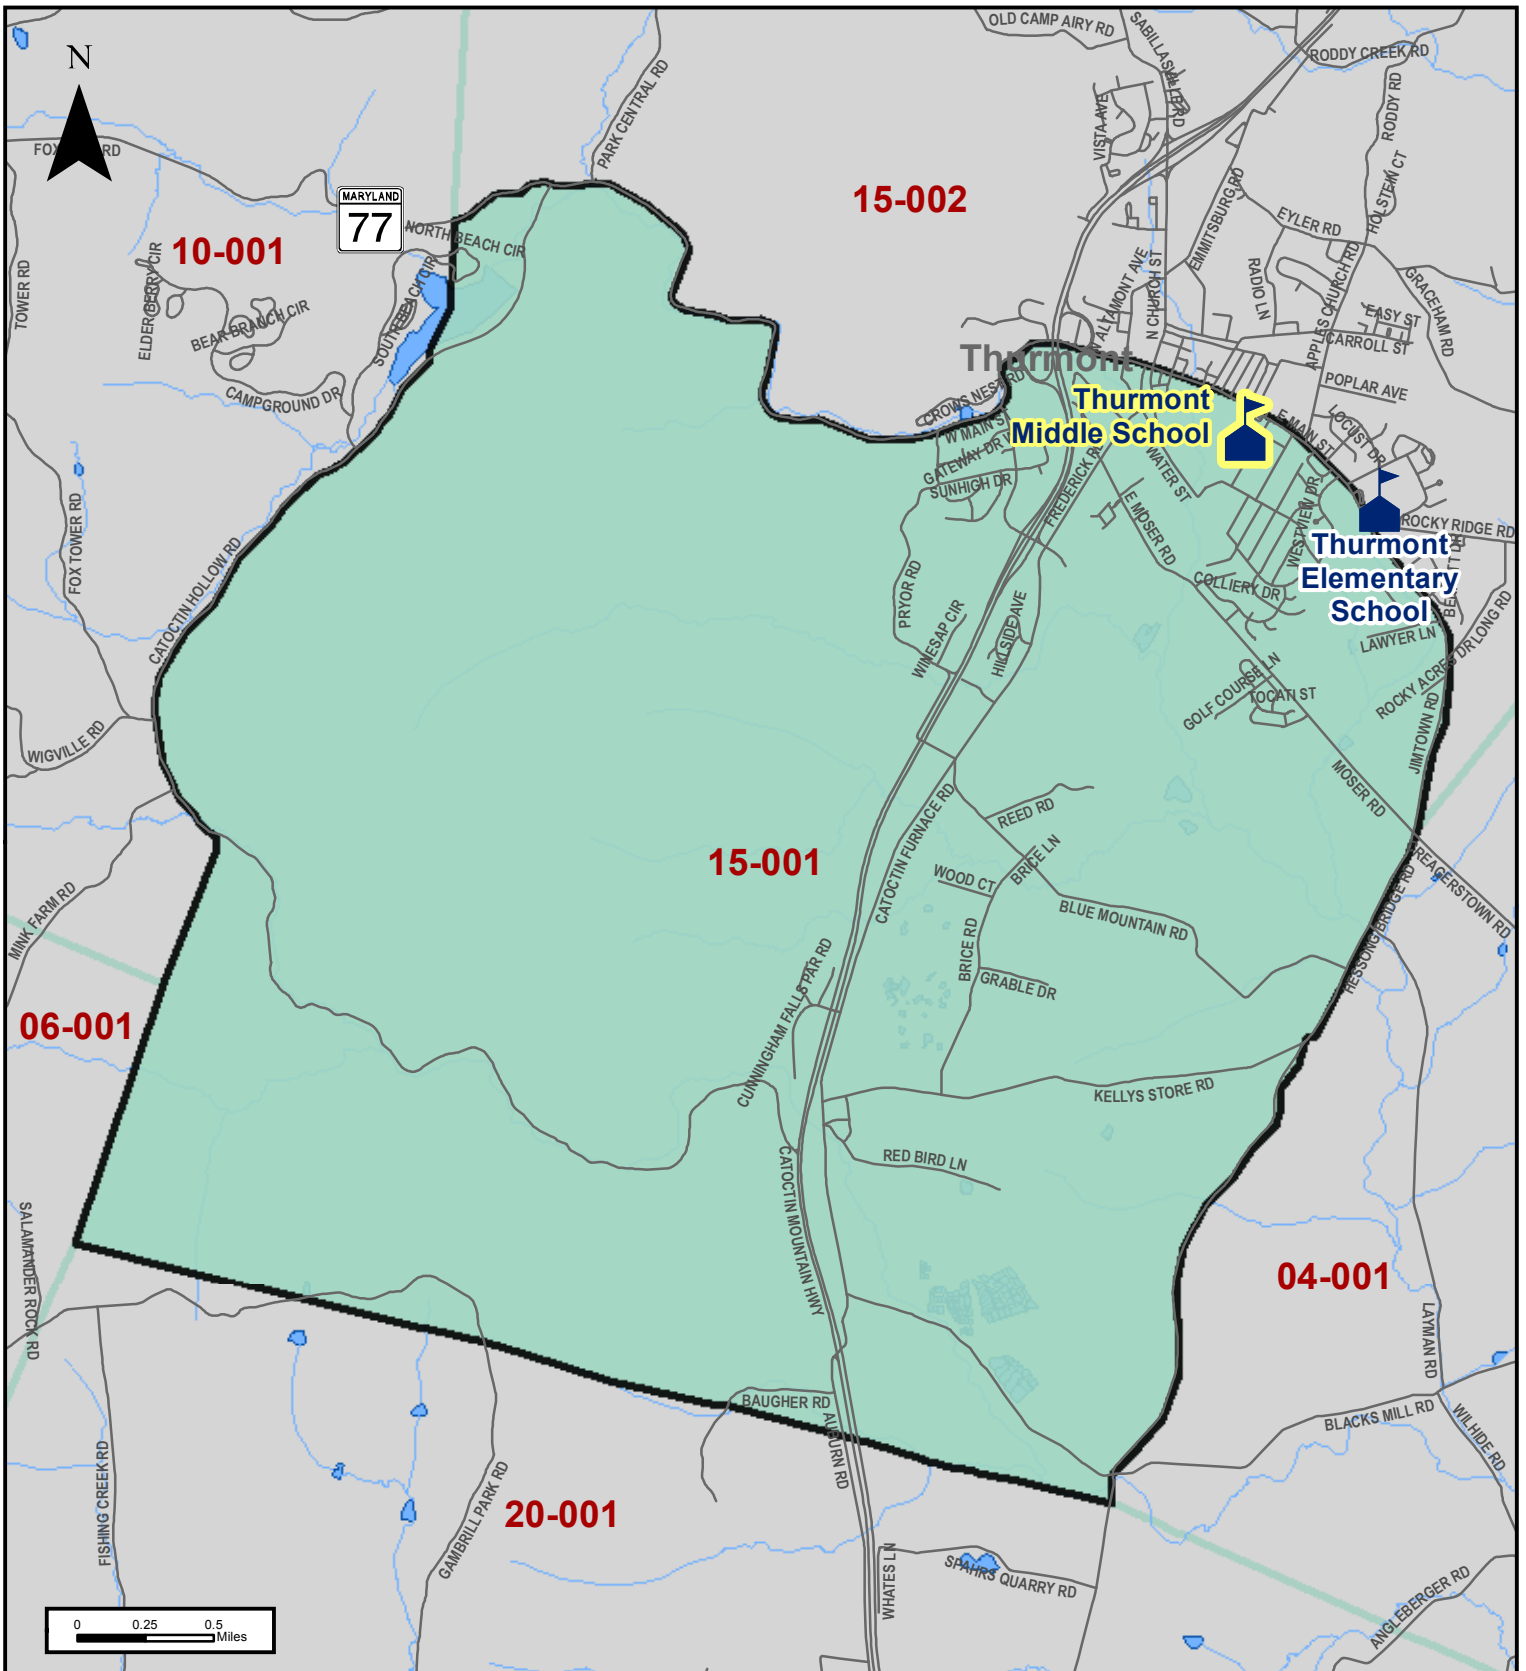 OLD CAMP AIRY RD
SABILLASVILLE RD
RODDY CREEK RD
N
PARK CENTRAL RD
VISTA AVE
RODDY RD
HOLSTEIN CT
MARYLAND
77
15-002
EMMITSBURG RD
EYLER RD
NORTH BEACH CIR
10-001
TOWER RD
ELDER BERRY CIR
BEAR BRANCH CIR
SOUTH BEACH CIR
CAMPGROUND DR
N ALTAMONT AVE
N CHURCH ST
RADIO LN
APPLES CHURCH RD
GRACEHAM RD
EASY ST
CARROLL ST
POPLAR AVE
Thurmont
CROWS NEST RD
Thurmont
Middle School
W MAIN ST
GATEWAY DR W
SUNHIGH DR
FREDERICK RD
WATER ST
E MAIN ST
LOCUST DR
E MOSER RD
WESTVIEW DR
ROCKY RIDGE RD
Thurmont
Elementary
School
COLLIERY DR
LAWYER LN
LONG RD
ROCKY ACRES DR
FOX TOWER RD
CATOCTIN HOLLOW RD
PRYOR RD
WINESAP CIR
HILLSIDE AVE
GOLF COURSE LN
TOCATI ST
JIMTOWN RD
WIGVILLE RD
MOSER RD
REED RD
CATOCTIN FURNACE RD
15-001
BRICE LN
WOOD CT
CREAGERSTOWN RD
HESSONG BRIDGE RD
BLUE MOUNTAIN RD
MINK FARM RD
BRICE RD
GRABLE DR
CUNNINGHAM FALLS PAR RD
06-001
KELLYS STORE RD
RED BIRD LN
CATOCTIN MOUNTAIN HWY
SALAMANDER ROCK RD
04-001
LAYMAN RD
BAUGHER RD
AUBURN RD
BLACKS MILL RD
WILHIDE RD
FISHING CREEK RD
GAMBRILL PARK RD
20-001
WHATES LN
SPAHRS QUARRY RD
ANGLEBERGER RD
0 0.25 0.5
Miles